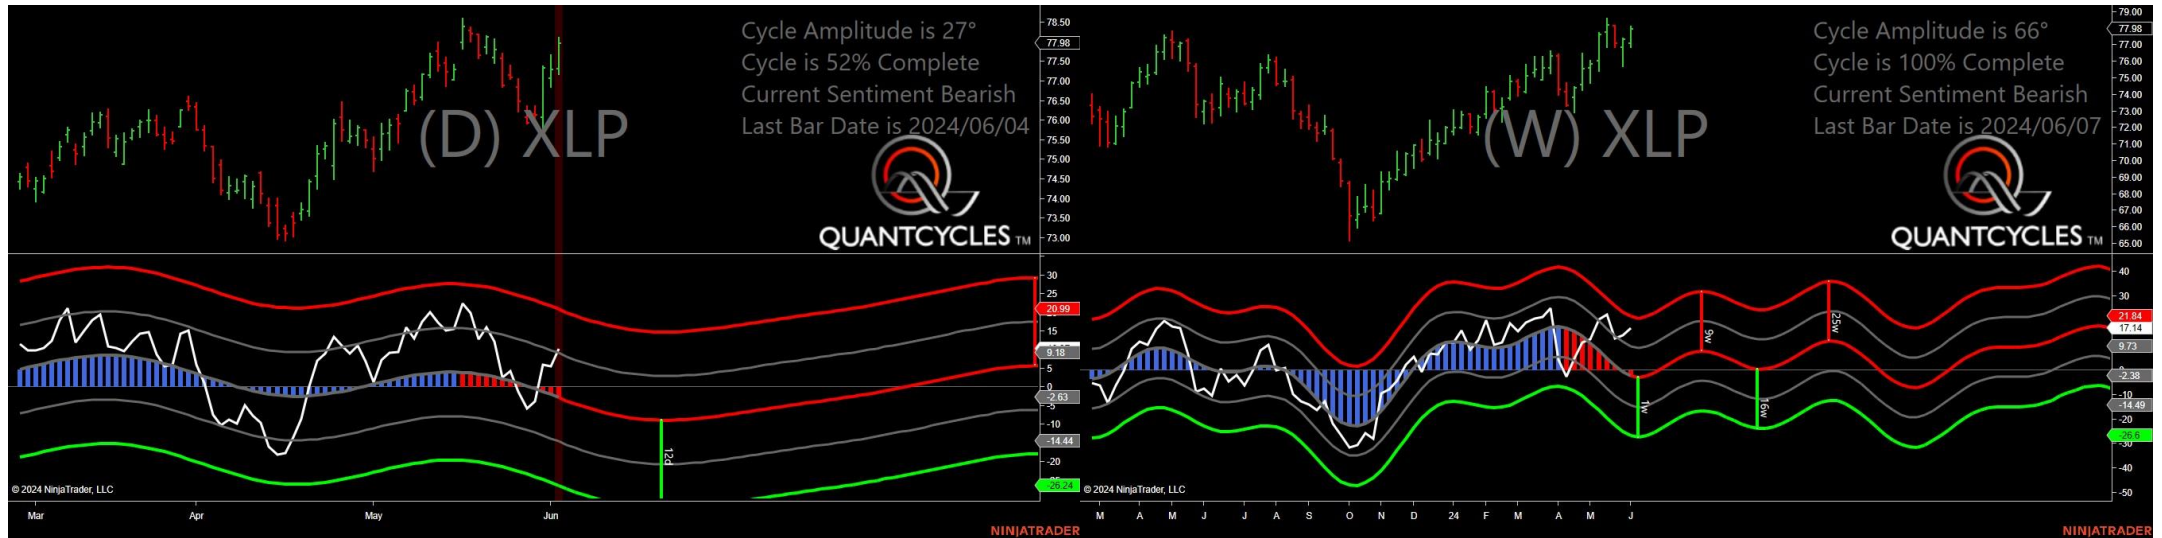 Cycle Amplitude is 27°
Cycle is 52% Complete
Current Sentiment Bearish
Last Bar Date is 2024/06/04
(D) XLP
QUANTCYCLES TM
78.50
77.98
77.50
77.00
76.50
76.00
75.50
75.00
74.50
74.00
73.50
73.00
30
25
20.99
15
9.18
5
0
-2.63
-5
-10
-14.44
-20
-26.24
12d
© 2024 NinjaTrader, LLC
Mar
Apr
May
Jun
NINJATRADER
Cycle Amplitude is 66°
Cycle is 100% Complete
Current Sentiment Bearish
Last Bar Date is 2024/06/07
(W) XLP
QUANTCYCLES TM
79.00
77.98
77.00
76.00
75.00
74.00
73.00
72.00
71.00
70.00
69.00
68.00
67.00
66.00
65.00
40
30
21.84
17.14
9.73
-2.38
-10
-14.49
-20
-26.6
-30
-40
-50
1w
9w
16w
25w
© 2024 NinjaTrader, LLC
M A M J J A S O N D 24 F M A M J
NINJATRADER